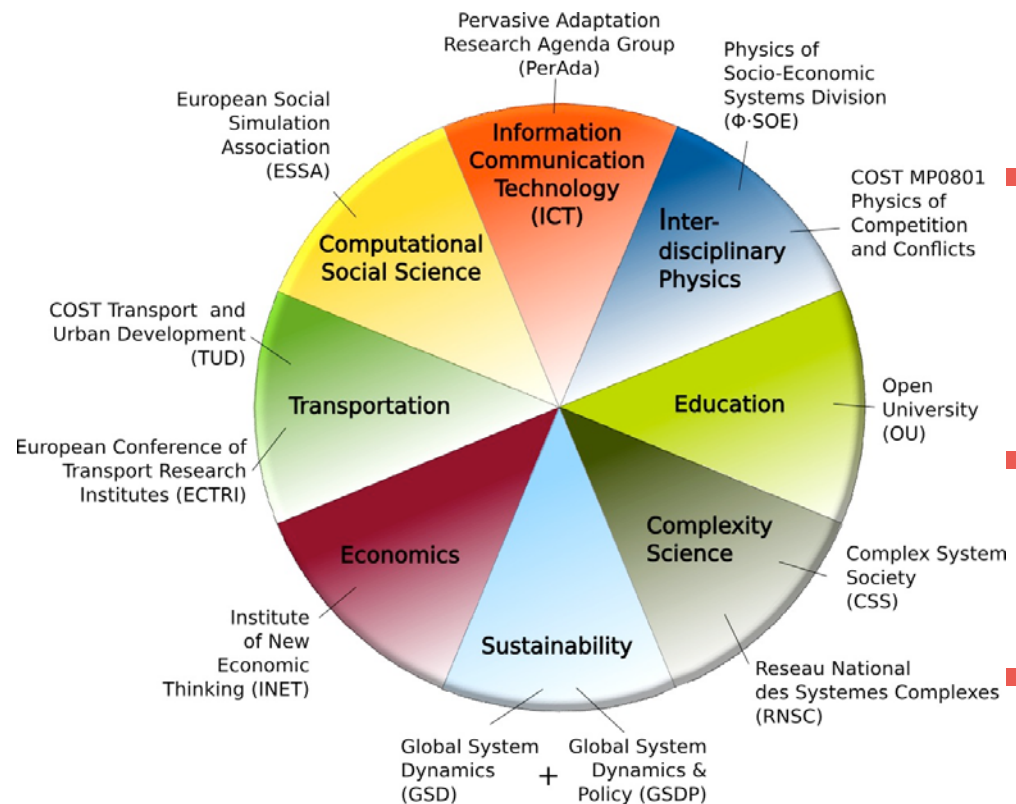 Pervasive Adaptation
Research Agenda Group
(PerAda)
Physics of
Socio-Economic
Systems Division
(Φ·SOE)
European Social
Simulation
Association
(ESSA)
Information
Communication
Technology
(ICT)
COST MP0801
Physics of
Competition
and Conflicts
Inter-
disciplinary
Physics
Computational
Social Science
COST Transport and
Urban Development
(TUD)
Transportation
Education
Open
University
(OU)
European Conference of
Transport Research
Institutes (ECTRI)
Complexity
Science
Economics
Complex System
Society
(CSS)
Institute
of New
Economic
Thinking (INET)
Sustainability
Reseau National
des Systemes Complexes
(RNSC)
Global System
Dynamics
(GSD)
+
Global System
Dynamics &
Policy (GSDP)